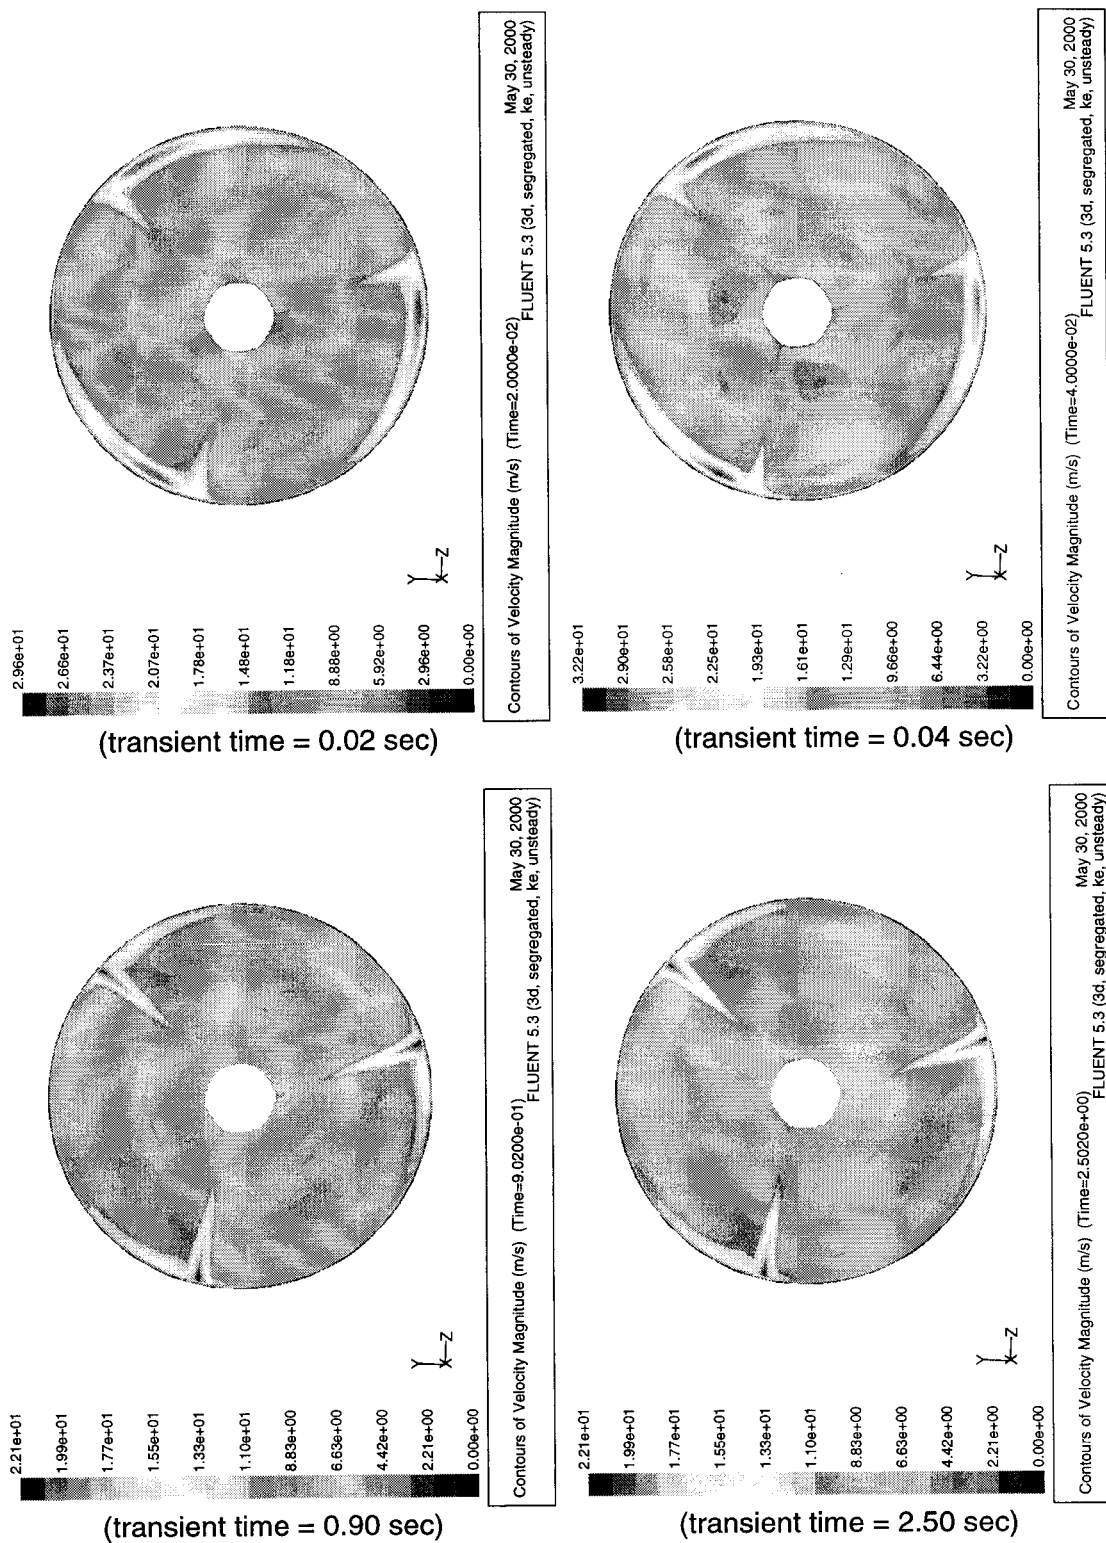 2.96e+01
2.66e+01
2.37e+01
2.07e+01
1.78e+01
1.48e+01
1.18e+01
8.88e+00
5.92e+00
2.96e+00
0.00e+00
Y
X Z
Contours of Velocity Magnitude (m/s) (Time=2.0000e-02) May 30, 2000
FLUENT 5.3 (3d, segregated, ke, unsteady)
(transient time = 0.02 sec)
3.22e+01
2.90e+01
2.58e+01
2.25e+01
1.93e+01
1.61e+01
1.29e+01
9.66e+00
6.44e+00
3.22e+00
0.00e+00
Y
X Z
Contours of Velocity Magnitude (m/s) (Time=4.0000e-02) May 30, 2000
FLUENT 5.3 (3d, segregated, ke, unsteady)
(transient time = 0.04 sec)
2.21e+01
1.99e+01
1.77e+01
1.55e+01
1.33e+01
1.10e+01
8.83e+00
6.63e+00
4.42e+00
2.21e+00
0.00e+00
Y
X Z
Contours of Velocity Magnitude (m/s) (Time=9.0200e-01) May 30, 2000
FLUENT 5.3 (3d, segregated, ke, unsteady)
(transient time = 0.90 sec)
2.21e+01
1.99e+01
1.77e+01
1.55e+01
1.33e+01
1.10e+01
8.83e+00
6.63e+00
4.42e+00
2.21e+00
0.00e+00
Y
X Z
Contours of Velocity Magnitude (m/s) (Time=2.5020e+00) May 30, 2000
FLUENT 5.3 (3d, segregated, ke, unsteady)
(transient time = 2.50 sec)